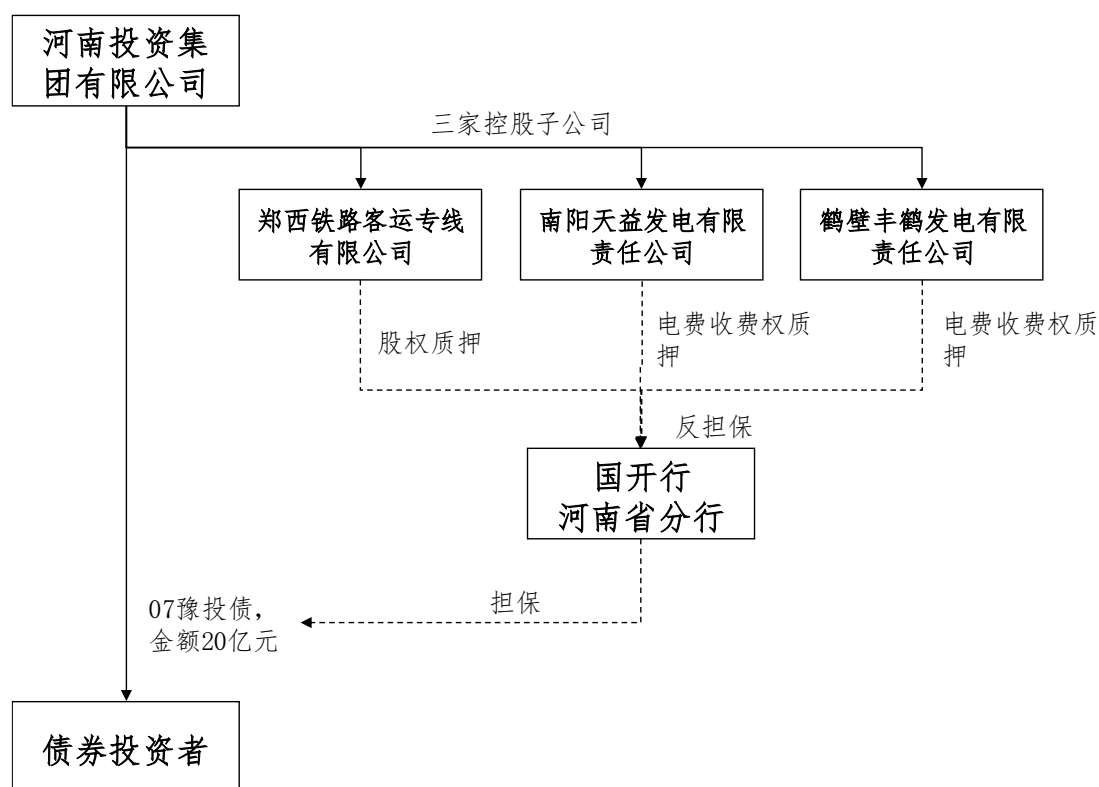 河南投资集
团有限公司
三家控股子公司
郑西铁路客运专线
有限公司
南阳天益发电有限
责任公司
鹤壁丰鹤发电有限
责任公司
股权质押
电费收费权质
押
电费收费权质
押
反担保
国开行
河南省分行
担保
07豫投债，
金额20亿元
债券投资者